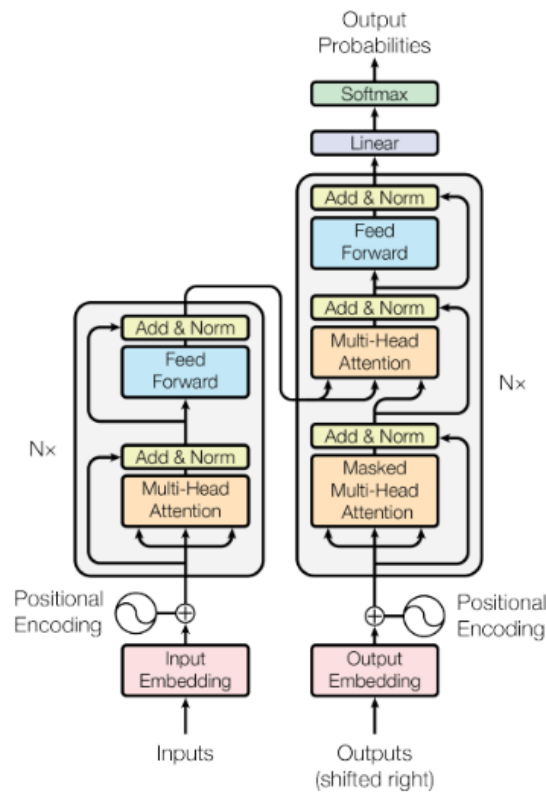 Output
Probabilities
Softmax
Linear
Add & Norm
Feed
Forward
Add & Norm
Multi-Head
Attention
Add & Norm
Masked
Multi-Head
Attention
N×
Add & Norm
Feed
Forward
Add & Norm
Multi-Head
Attention
N×
Positional
Encoding
Positional
Encoding
Input
Embedding
Output
Embedding
Inputs
Outputs
(shifted right)